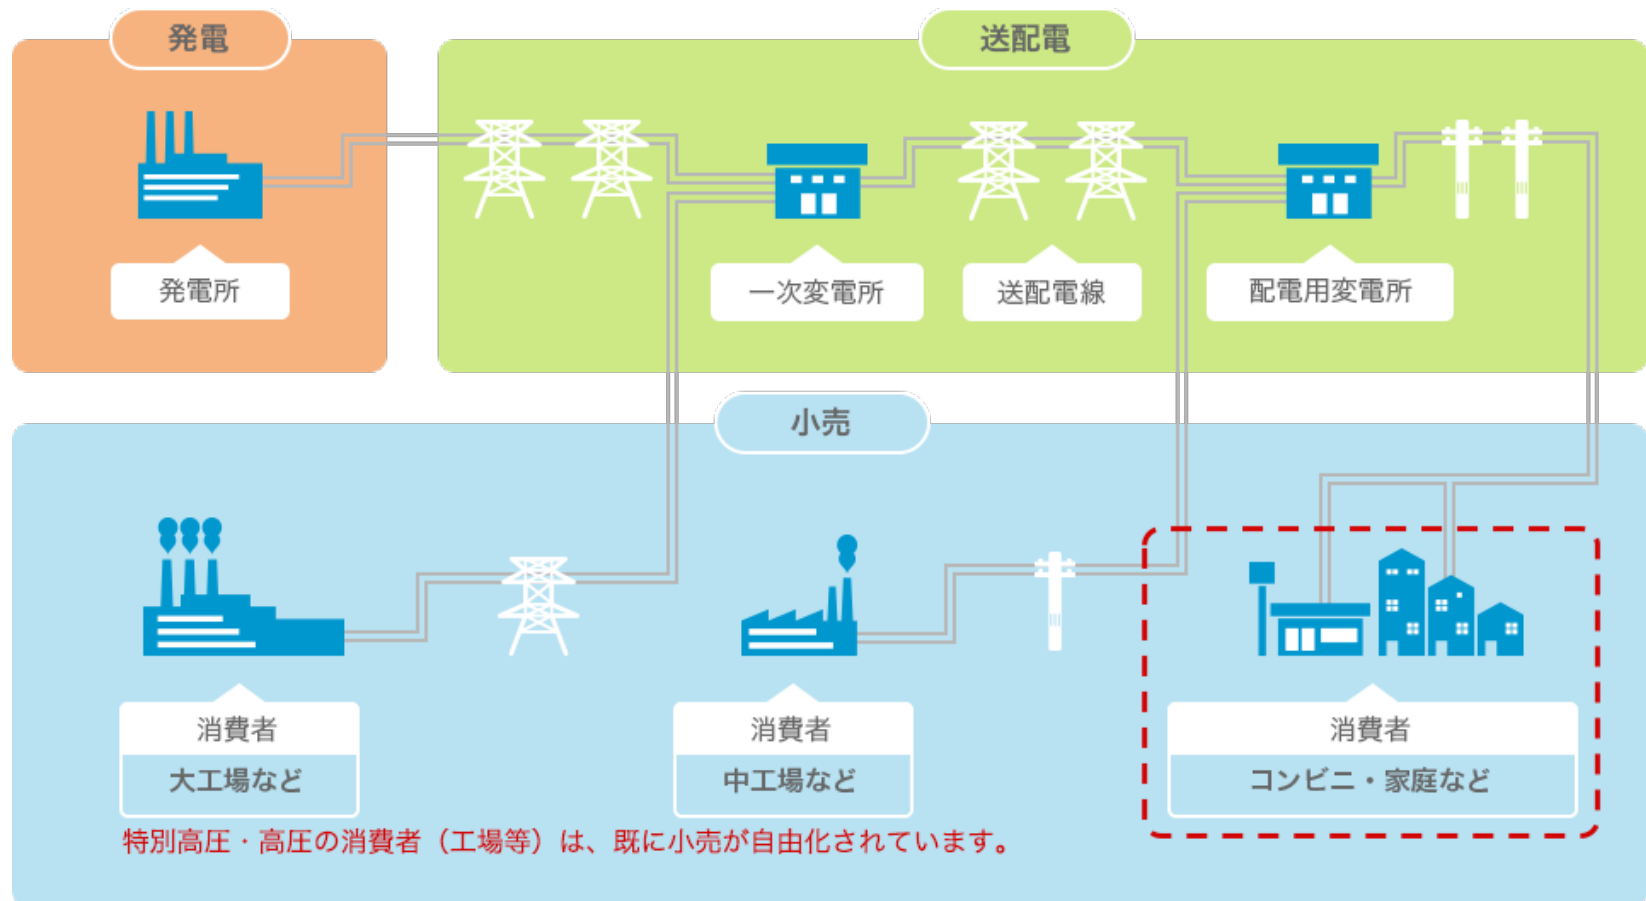 発電
送配電
発電所
一次変電所
送配電線
配電用変電所
小売
消費者
大工場など
消費者
中工場など
消費者
コンビニ・家庭など
特別高圧・高圧の消費者（工場等）は、既に小売が自由化されています。